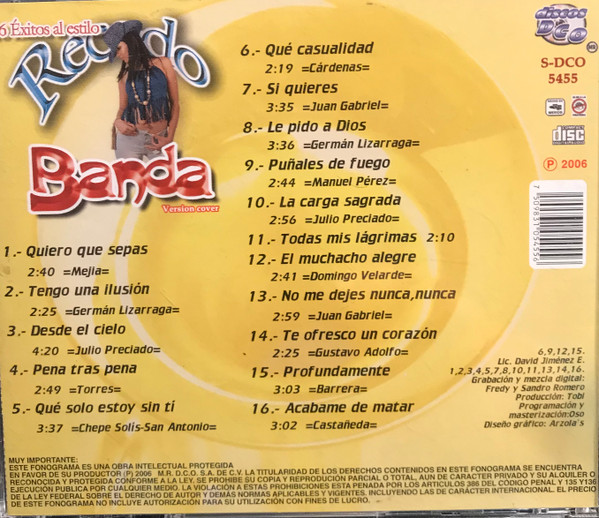 6 Éxitos al estilo
Recodo
Banda
Version cover
1.- Quiero que sepas
2:40 =Mejia=
2.- Tengo una ilusión
2:25 =Germán Lizarraga=
3.- Desde el cielo
4:20 =Julio Preciado=
4.- Pena tras pena
2:49 =Torres=
5.- Qué solo estoy sin tí
3:37 =Chepe Solis-San Antonio=
6.- Qué casualidad
2:19 =Cárdenas=
7.- Si quieres
3:35 =Juan Gabriel=
8.- Le pido a Dios
3:36 =Germán Lizarraga=
9.- Puñales de fuego
2:44 =Manuel Pérez=
10.- La carga sagrada
2:56 =Julio Preciado=
11.- Todas mis lágrimas 2:10
12.- El muchacho alegre
2:41 =Domingo Velarde=
13.- No me dejes nunca,nunca
2:59 =Juan Gabriel=
14.- Te ofresco un corazón
2:25 =Gustavo Adolfo=
15.- Profundamente
3:03 =Barrera=
16.- Acabame de matar
3:02 =Castañeda=
discos
DCO
S-DCO
5455
disc
℗ 2006
7 509831 054556
6,9,12,15.
Lic. David Jiménez E.
1,2,3,4,5,7,8,10,11,13,14,16.
Grabación y mezcla digital:
Fredy y Sandro Romero
Producción: Tobi
Programación y
masterización:Oso
Diseño gráfico: Arzola´s
MUY IMPORTANTE:
ESTE FONOGRAMA ES UNA OBRA INTELECTUAL PROTEGIDA
EN FAVOR DE SU PRODUCTOR (P) 2006 M.R. D.C.O. S.A. DE C.V. LA TITULARIDAD DE LOS DERECHOS CONTENIDOS EN ESTE FONOGRAMA SE ENCUENTRA
RECONOCIDA Y PROTEGIDA CONFORME A LA LEY. SE PROHIBE SU COPIA Y REPRODUCCIÓN PARCIAL O TOTAL, AUN DE CARÁCTER PRIVADO Y SU ALQUILER O
EJECUCIÓN PUBLICA POR CUALQUIER MEDIO. LA VIOLACIÓN A ESTAS PROHIBICIONES ESTA PENADA POR LOS ARTICULOS 386 DEL CÓDIGO PENAL Y 135 Y136
DE LA LEY FEDERAL SOBRE EL DERECHO DE AUTOR Y DEMÁS NORMAS APLICABLES Y VIGENTES. INCLUYENDO LAS DE CARÁCTER INTERNACIONAL. EL PRECIO
DE ESTE FONOGRAMA NO INCLUYE AUTORIZACIÓN PARA SU UTILIZACIÓN CON FINES DE LUCRO.